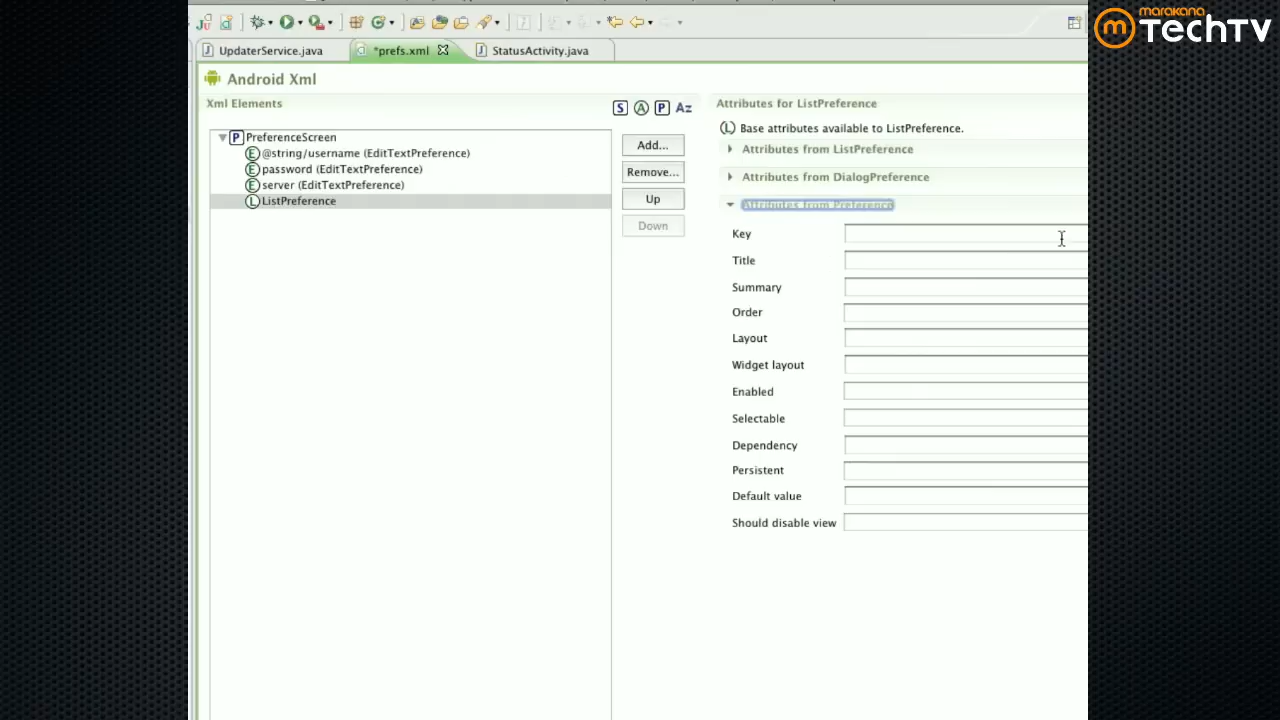 marakana
TechTV
UpdaterService.java
*prefs.xml
StatusActivity.java
Android Xml
Xml Elements
S A P Az
Attributes for ListPreference
P PreferenceScreen
E @string/username (EditTextPreference)
E password (EditTextPreference)
E server (EditTextPreference)
L ListPreference
Add...
Remove...
Up
Down
L Base attributes available to ListPreference.
Attributes from ListPreference
Attributes from DialogPreference
Attributes from Preference
Key
Title
Summary
Order
Layout
Widget layout
Enabled
Selectable
Dependency
Persistent
Default value
Should disable view